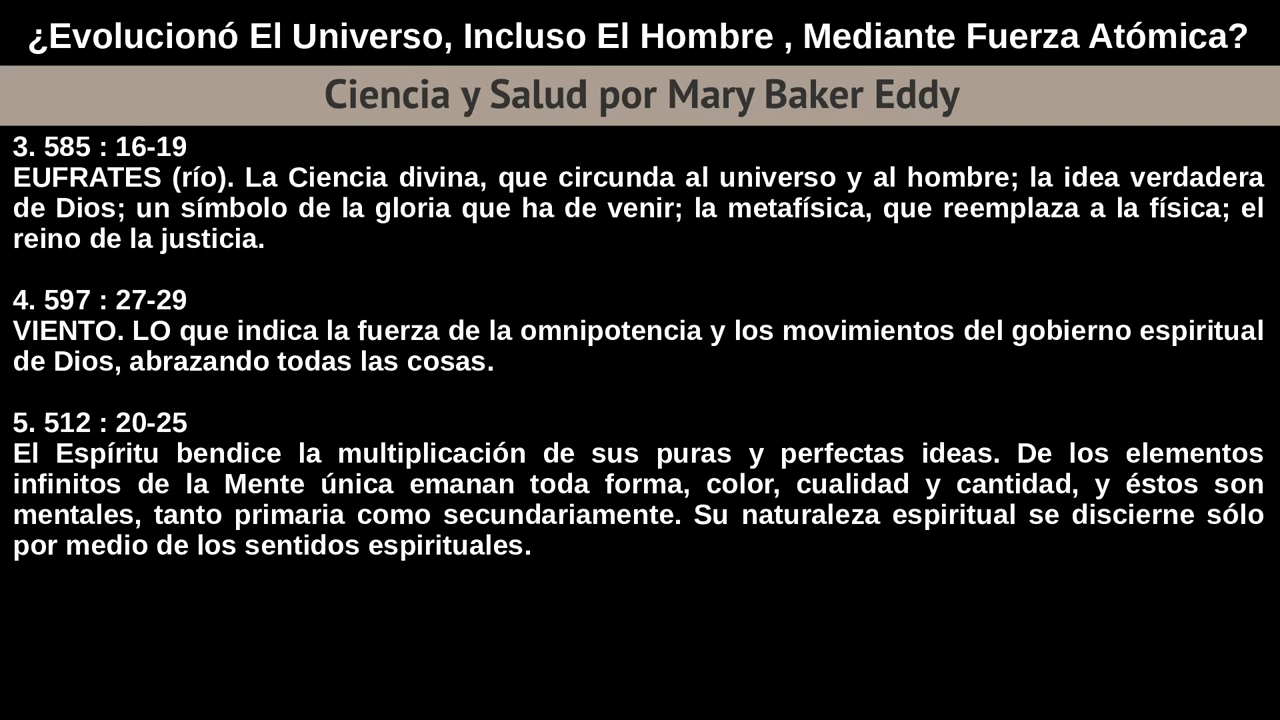 ¿Evolucionó El Universo, Incluso El Hombre , Mediante Fuerza Atómica?
Ciencia y Salud por Mary Baker Eddy
3. 585 : 16-19
EUFRATES (río). La Ciencia divina, que circunda al universo y al hombre; la idea verdadera
de Dios; un símbolo de la gloria que ha de venir; la metafísica, que reemplaza a la física; el
reino de la justicia.
4. 597 : 27-29
VIENTO. LO que indica la fuerza de la omnipotencia y los movimientos del gobierno espiritual
de Dios, abrazando todas las cosas.
5. 512 : 20-25
El Espíritu bendice la multiplicación de sus puras y perfectas ideas. De los elementos
infinitos de la Mente única emanan toda forma, color, cualidad y cantidad, y éstos son
mentales, tanto primaria como secundariamente. Su naturaleza espiritual se discierne sólo
por medio de los sentidos espirituales.